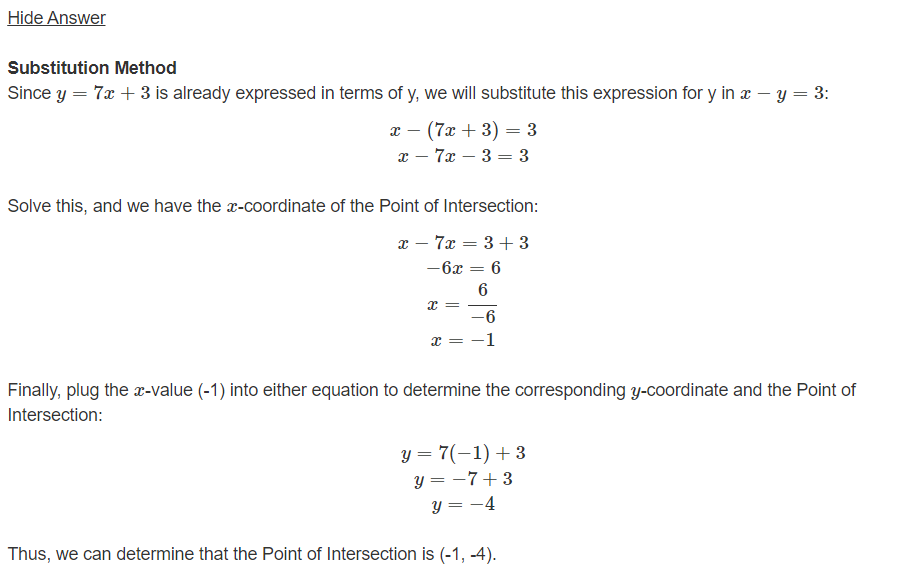 Hide Answer
Substitution Method
Since y = 7x + 3 is already expressed in terms of y, we will substitute this expression for y in x − y = 3:
x − (7x + 3) = 3
x − 7x − 3 = 3
Solve this, and we have the x-coordinate of the Point of Intersection:
x − 7x = 3 + 3
−6x = 6
x = 6/−6
x = −1
Finally, plug the x-value (-1) into either equation to determine the corresponding y-coordinate and the Point of
Intersection:
y = 7(−1) + 3
y = −7 + 3
y = −4
Thus, we can determine that the Point of Intersection is (-1, -4).